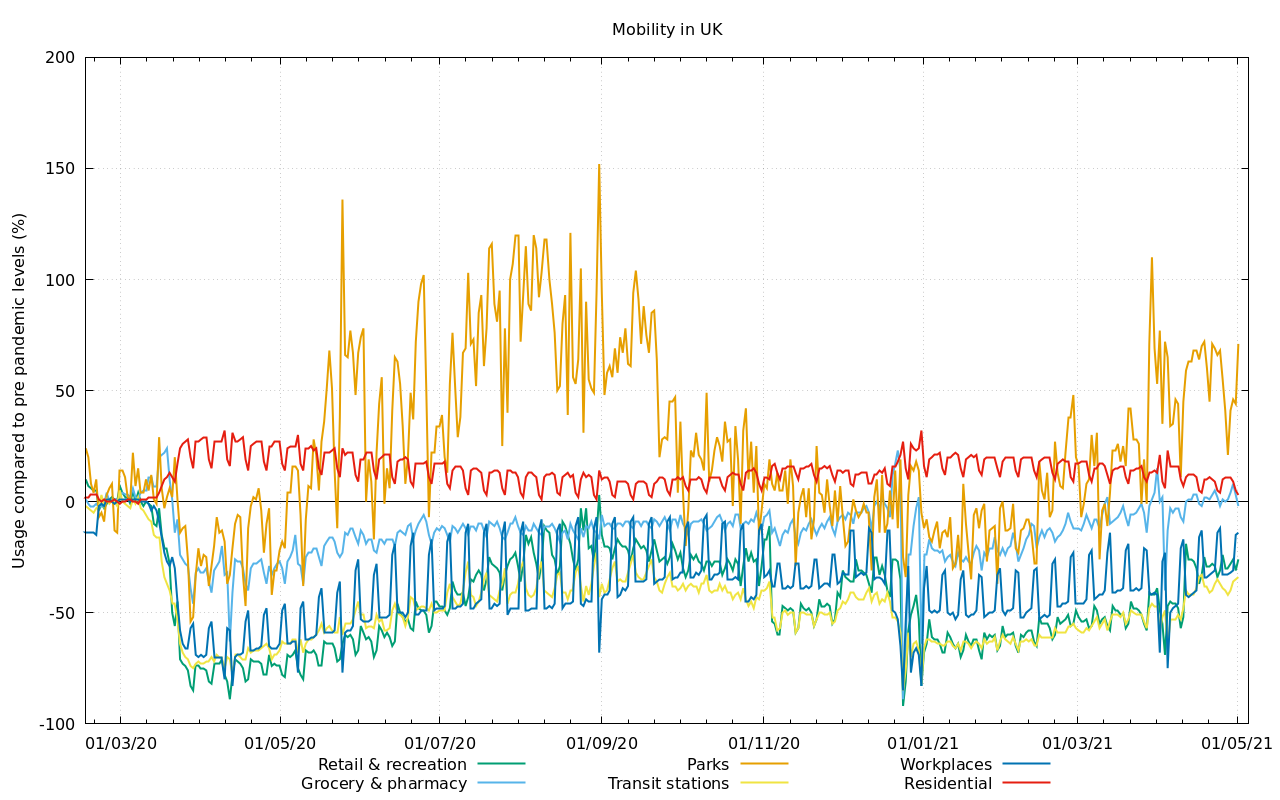 Mobility in UK
Usage compared to pre pandemic levels (%)
200
150
100
50
0
-50
-100
01/03/20 01/05/20 01/07/20 01/09/20 01/11/20 01/01/21 01/03/21 01/05/21
Retail & recreation Parks Workplaces
Grocery & pharmacy Transit stations Residential